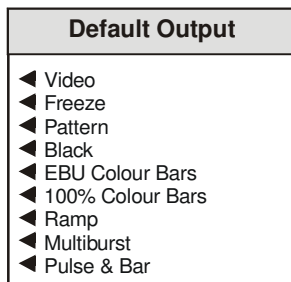 Default Output
Video
Freeze
Pattern
Black
EBU Colour Bars
100% Colour Bars
Ramp
Multiburst
Pulse & Bar